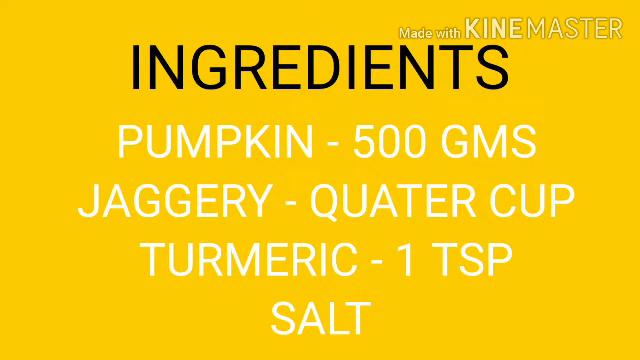 Made with KINEMASTER
INGREDIENTS
PUMPKIN - 500 GMS
JAGGERY - QUATER CUP
TURMERIC - 1 TSP
SALT